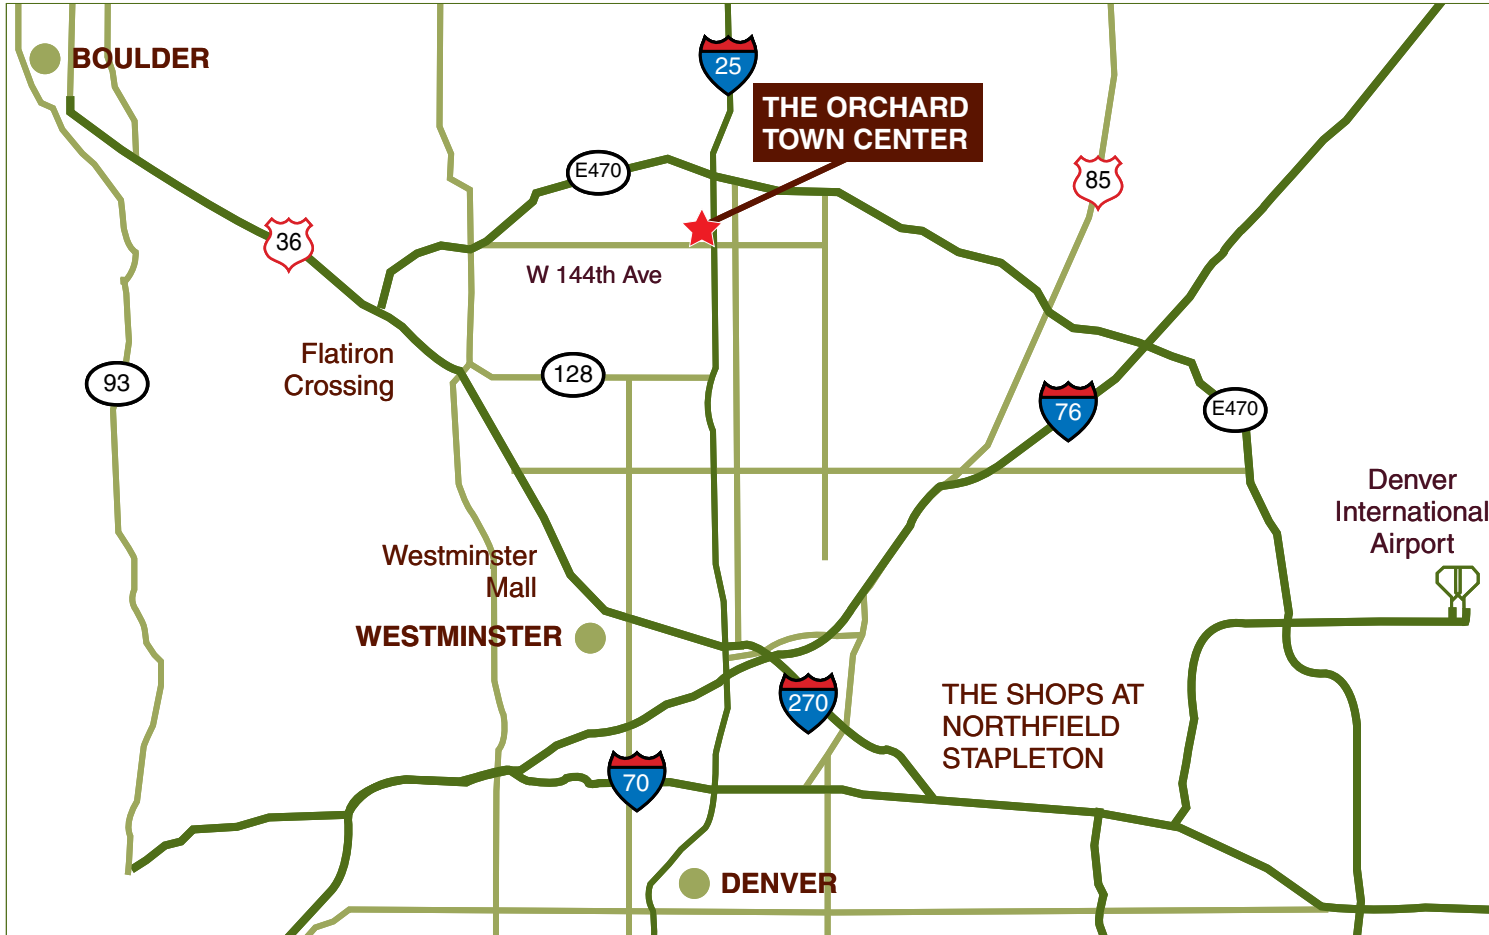 BOULDER
25
THE ORCHARD
TOWN CENTER
E470
85
36
W 144th Ave
Flatiron
Crossing
93
128
76
E470
Denver
International
Airport
Westminster
Mall
WESTMINSTER
270
THE SHOPS AT
NORTHFIELD
STAPLETON
70
DENVER